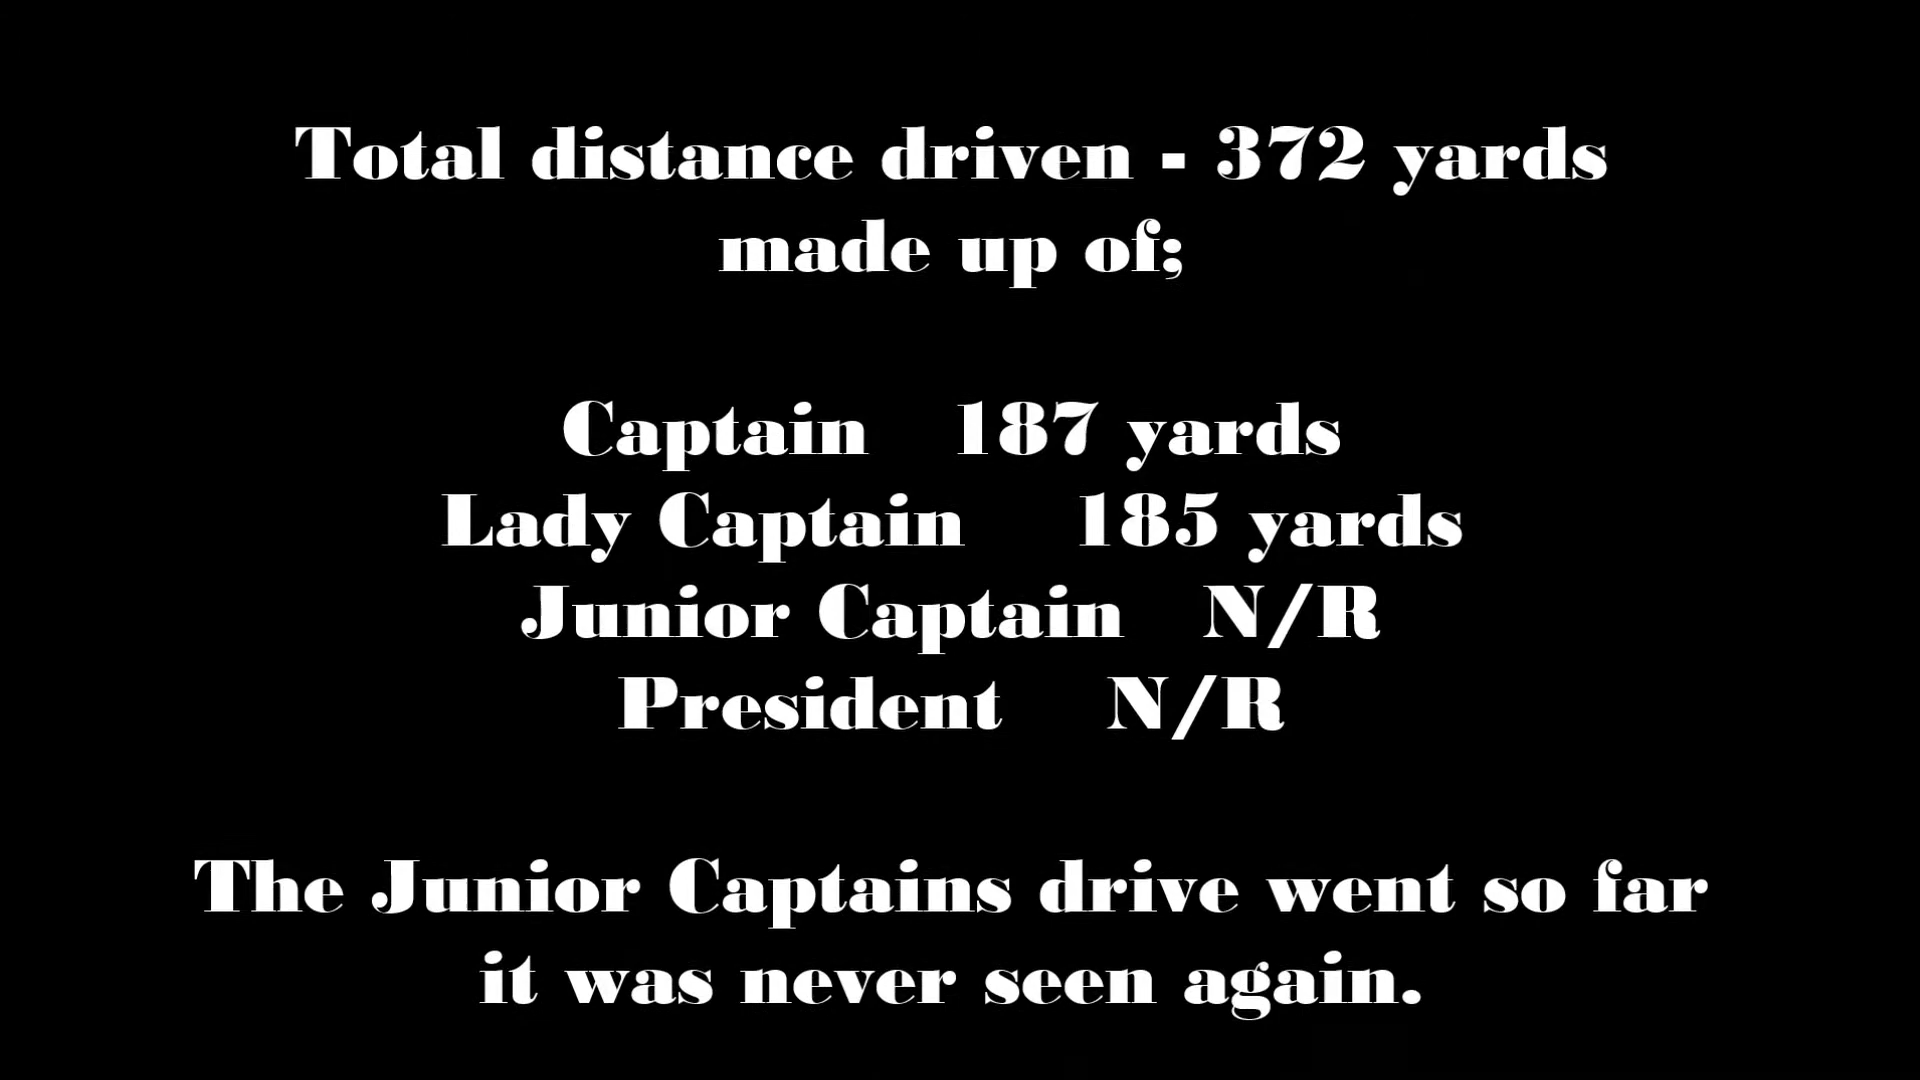 Total distance driven - 372 yards
made up of;
Captain 187 yards
Lady Captain 185 yards
Junior Captain N/R
President N/R
The Junior Captains drive went so far
it was never seen again.